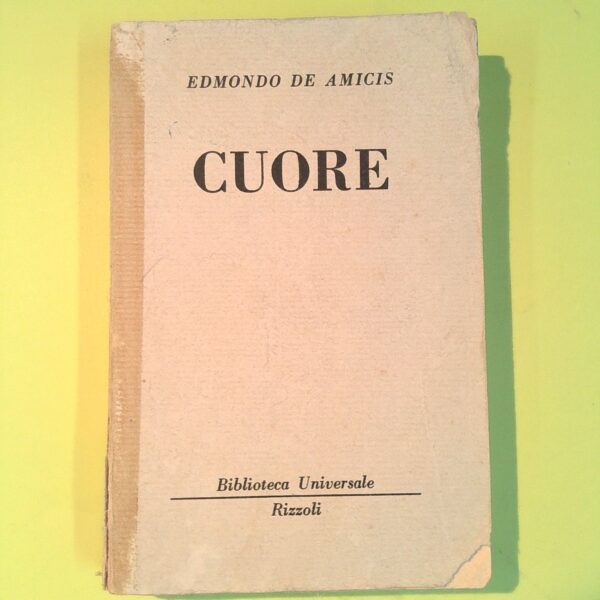 EDMONDO DE AMICIS
CUORE
Biblioteca Universale
Rizzoli